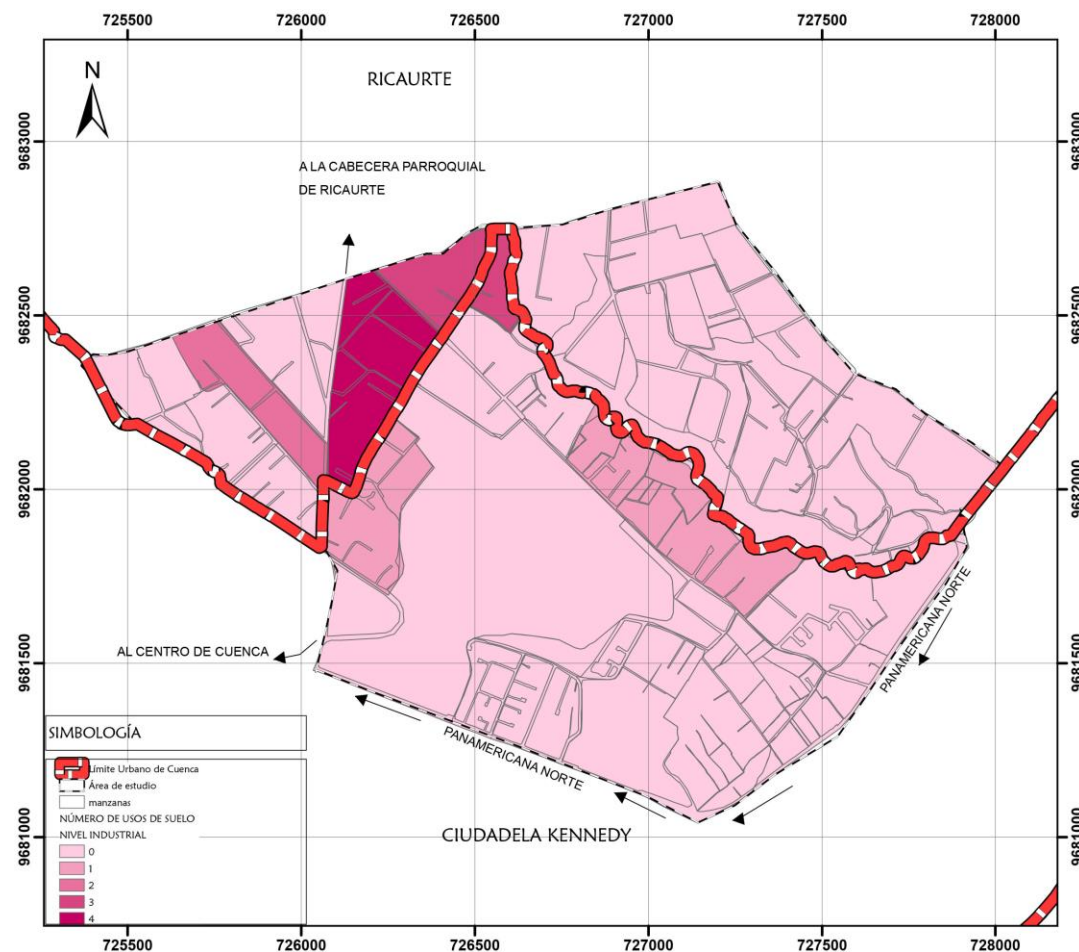 725500 726000 726500 727000 727500 728000
RICAURTE
N
9683000 9683000
A LA CABECERA PARROQUIAL
DE RICAURTE
9682500 9682500
9682000 9682000
PANAMERICANA NORTE
AL CENTRO DE CUENCA
9681500 9681500
SIMBOLOGÍA
PANAMERICANA NORTE
Límite Urbano de Cuenca
Área de estudio
manzanas
NÚMERO DE USOS DE SUELO
NIVEL INDUSTRIAL
CIUDADELA KENNEDY
9681000 9681000
0
1
2
3
4
725500 726000 726500 727000 727500 728000